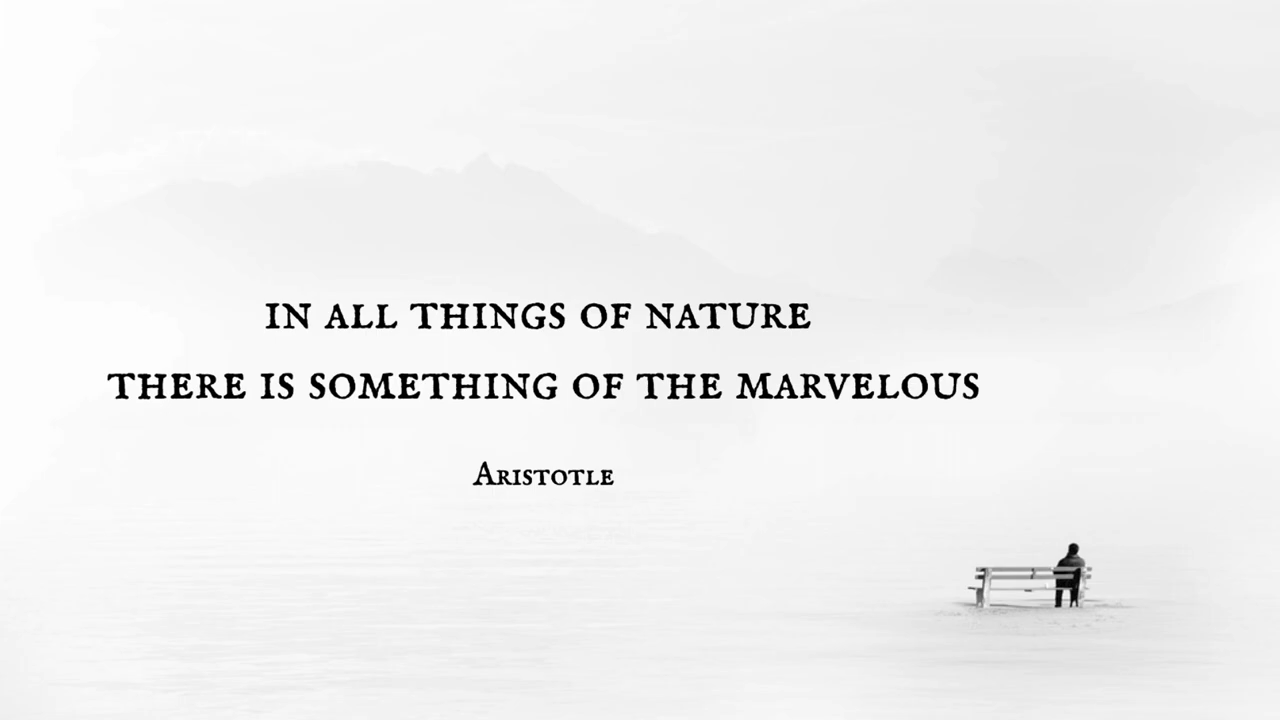 IN ALL THINGS OF NATURE
THERE IS SOMETHING OF THE MARVELOUS
Aristotle